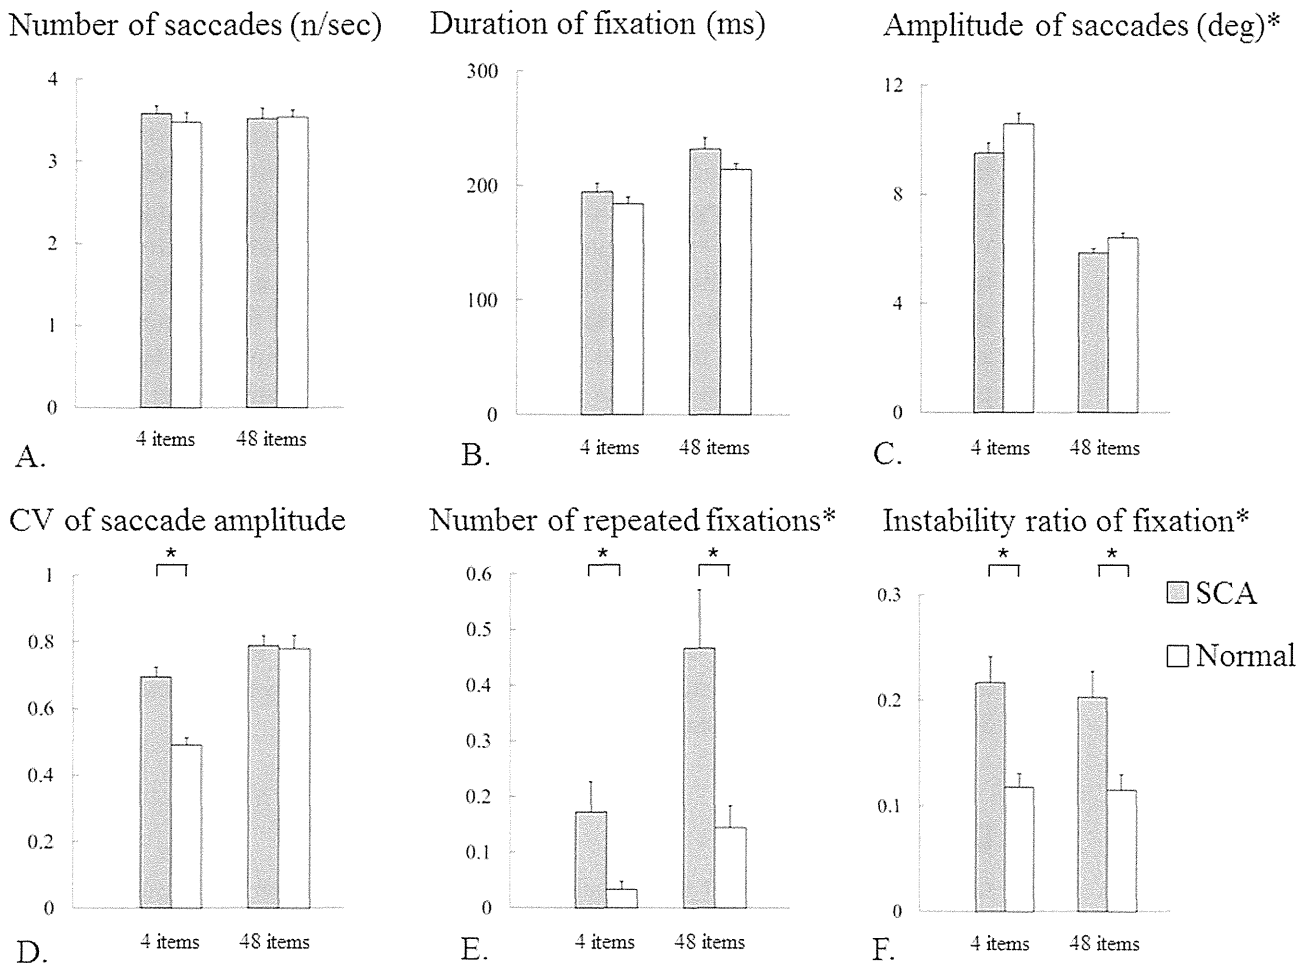 Number of saccades (n/sec)
4
3
2
1
0
4 items
48 items
A.
Duration of fixation (ms)
300
200
100
0
4 items
48 items
B.
Amplitude of saccades (deg)*
12
8
4
0
4 items
48 items
C.
CV of saccade amplitude
*
1
0.8
0.6
0.4
0.2
0
4 items
48 items
D.
Number of repeated fixations*
* *
0.6
0.5
0.4
0.3
0.2
0.1
0
4 items
48 items
E.
Instability ratio of fixation*
* *
0.3
0.2
0.1
0
4 items
48 items
F.
SCA
Normal